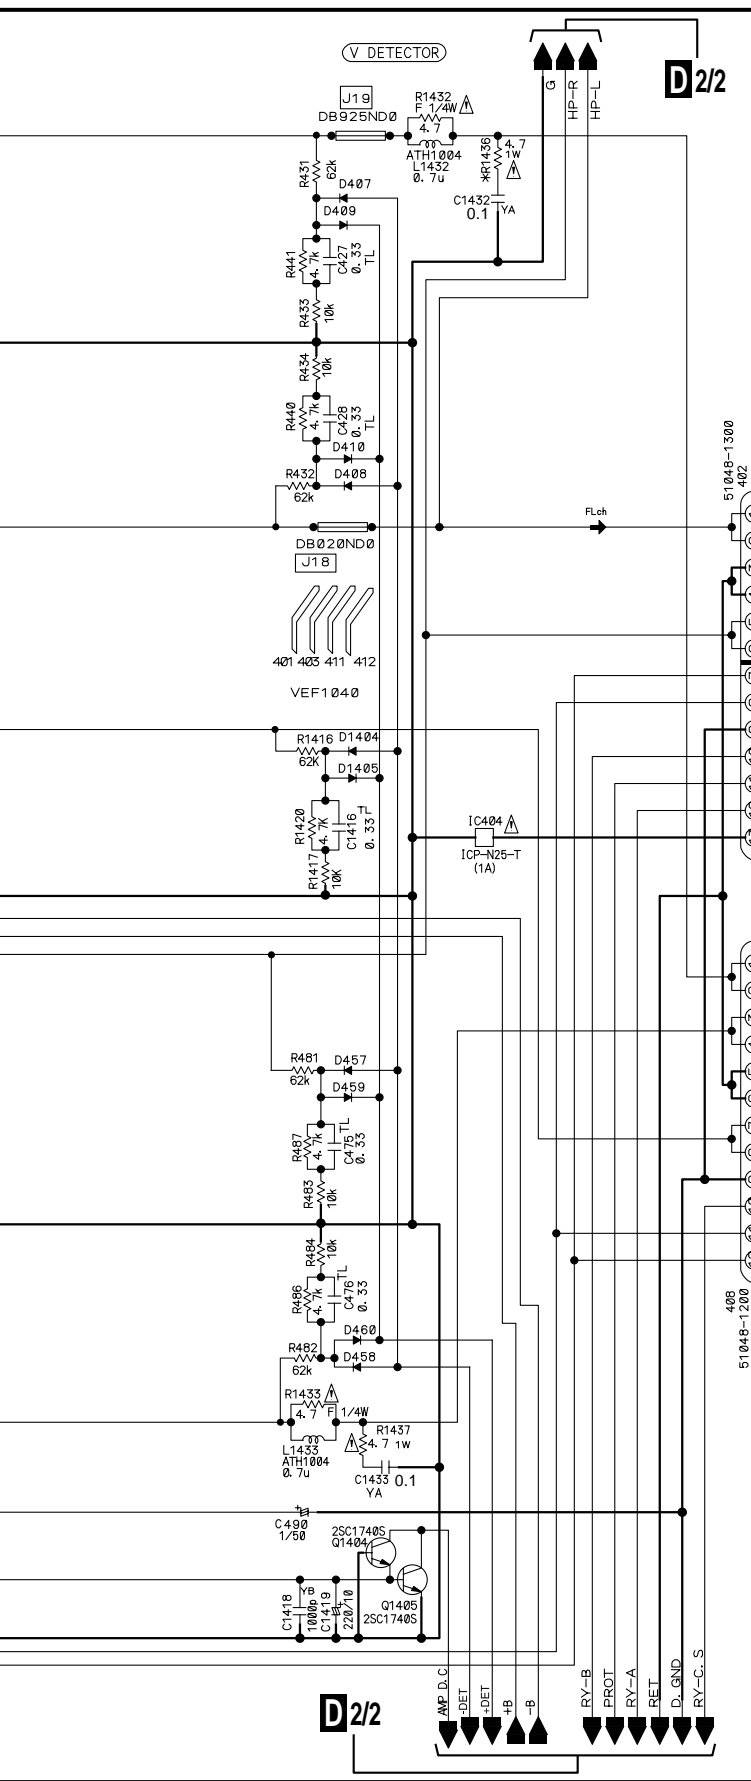 V DETECTOR
D 2/2
G
HP-R
HP-L
J19
DB925ND0
R1432
F 1/4W
4.7
ATH1004
L1432
0.7u
*R1436
4.7
1W
C1432
0.1 YA
R431
62k
D407
D409
R441
4.7k
C427
0.33
TL
R433
10k
R434
10k
R440
4.7k
C428
0.33
TL
D410
D408
R432
62k
DB020ND0
J18
FLch
51048-1300
402
401 403 411 412
VEF1040
R1416
62K
D1404
D1405
R1420
4.7K
C1416
0.33
TL
R1417
10K
IC404
ICP-N25-T
(1A)
R481
62k
D457
D459
R487
4.7k
C475
0.33
TL
R483
10k
R484
10k
R486
4.7k
C476
0.33
TL
D460
D458
R482
62k
408
51048-1200
R1433
4.7 F 1/4W
L1433
ATH1004
0.7u
R1437
4.7 1W
C1433 0.1
YA
C490
1/50
2SC1740S
Q1404
Q1405
2SC1740S
C1418
1000p
YB
C1419
220/10
D 2/2
AMP D.C
-DET
+DET
+B
-B
RY-B
PROT
RY-A
RET
D.GND
RY-C.S